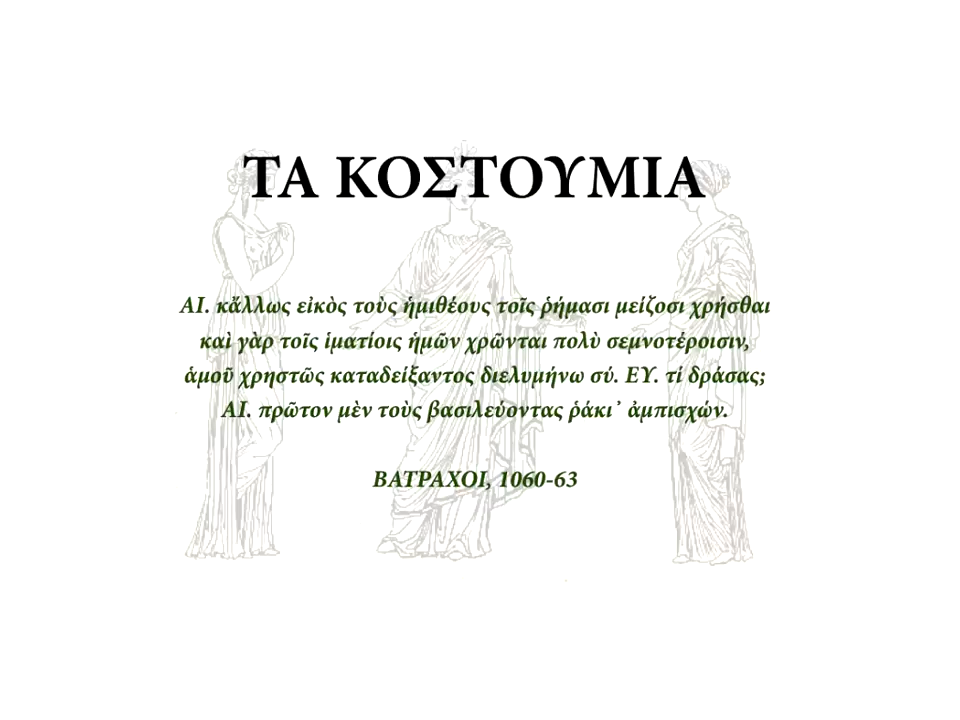 ΤΑ ΚΟΣΤΟΥΜΙΑ
ΑΙ. κἄλλως εἰκὸς τοὺς ἡμιθέους τοῖς ῥήμασι μείζοσι χρήσθαι
καὶ γὰρ τοῖς ἱματίοις ἡμῶν χρῶνται πολὺ σεμνοτέροισιν,
ἁμοῦ χρηστῶς καταδείξαντος διελυμήνω σύ. ΕΥ. τί δράσας;
ΑΙ. πρῶτον μὲν τοὺς βασιλεύοντας ῥάκι᾽ ἀμπισχών.
ΒΑΤΡΑΧΟΙ, 1060-63